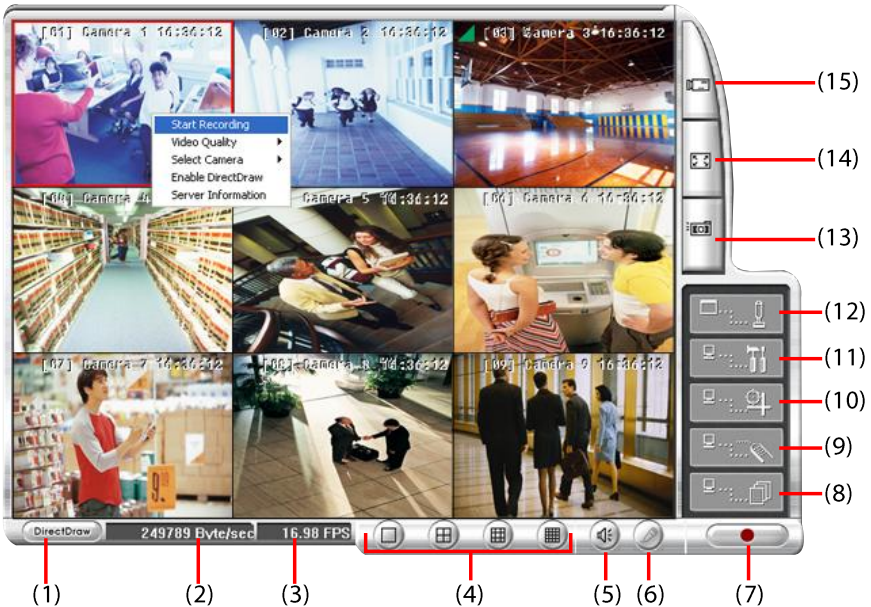 [01] Camera 1 16:36:12
[02] Camera 2 16:36:12
[03] Camera 3 16:36:12
(15)
Start Recording
Video Quality
Select Camera
Enable DirectDraw
Server Information
(14)
[04] Camera 4
Camera 5 16:36:12
[06] Camera 6 16:36:12
(13)
(12)
(11)
[07] Camera 7 16:36:12
[08] Camera 8 16:36:12
[09] Camera 9 16:36:12
(10)
(9)
(8)
DirectDraw
249789 Byte/sec
16.98 FPS
(1)
(2)
(3)
(4)
(5)
(6)
(7)